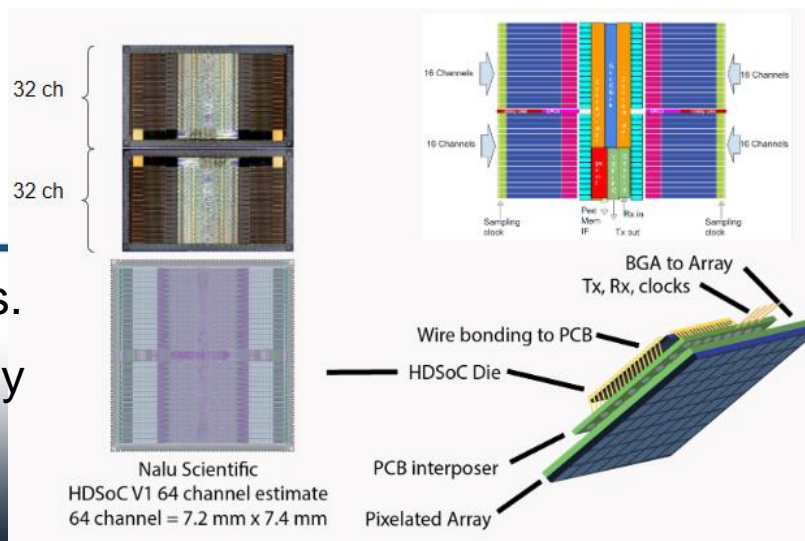 32 ch
32 ch
s.
y
Nalu Scientific
HDSoC V1 64 channel estimate
64 channel = 7.2 mm x 7.4 mm
16 Channels
16 Channels
16 Channels
16 Channels
Sampling
clock
Ped
Mem
IF
Tx out
Rx in
Sampling
clock
BGA to Array
Tx, Rx, clocks
Wire bonding to PCB
HDSoC Die
PCB interposer
Pixelated Array